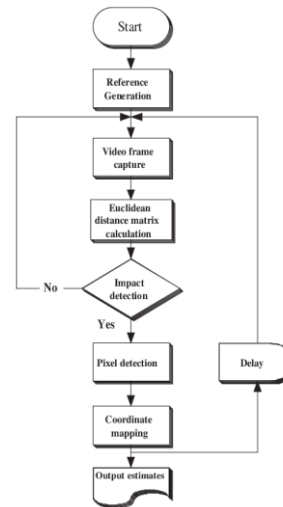 Start
Reference
Generation
Video frame
capture
Euclidean
distance matrix
calculation
Impact
detection
No
Yes
Pixel detection
Delay
Coordinate
mapping
Output estimates